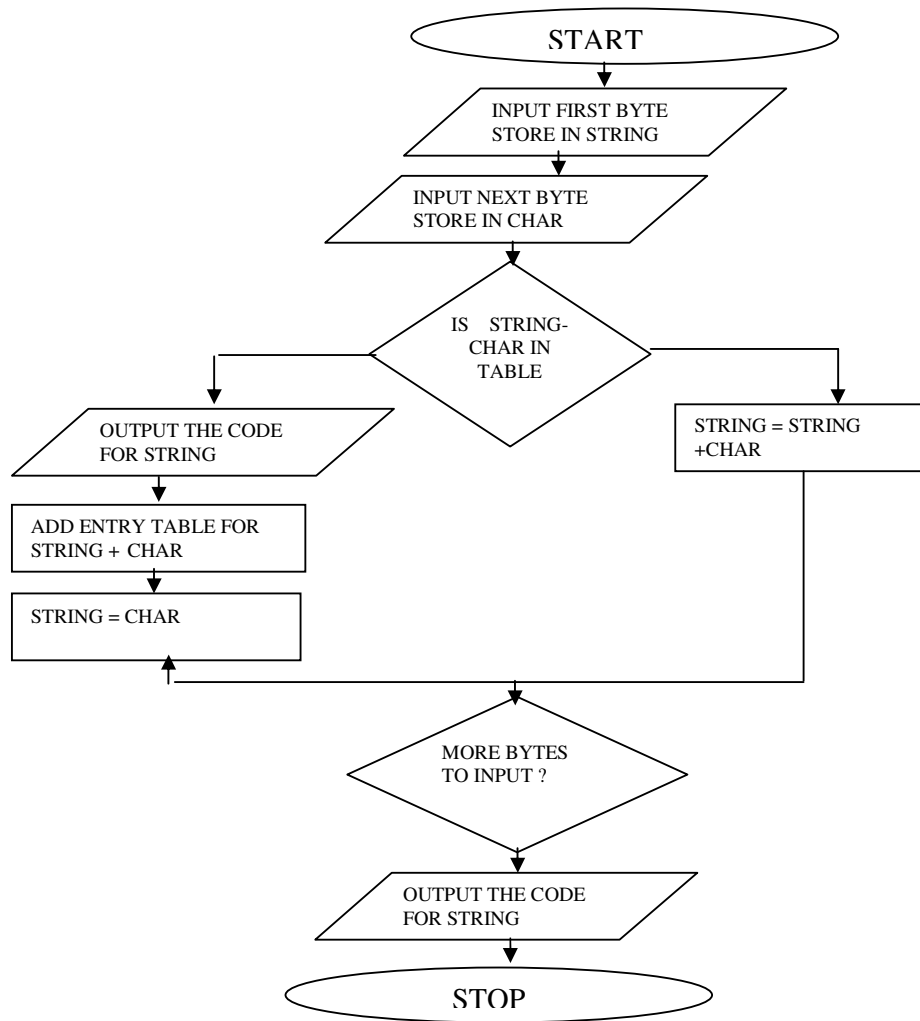 START
INPUT FIRST BYTE
STORE IN STRING
INPUT NEXT BYTE
STORE IN CHAR
IS STRING-
CHAR IN
TABLE
OUTPUT THE CODE
FOR STRING
STRING = STRING
+CHAR
ADD ENTRY TABLE FOR
STRING + CHAR
STRING = CHAR
MORE BYTES
TO INPUT ?
OUTPUT THE CODE
FOR STRING
STOP